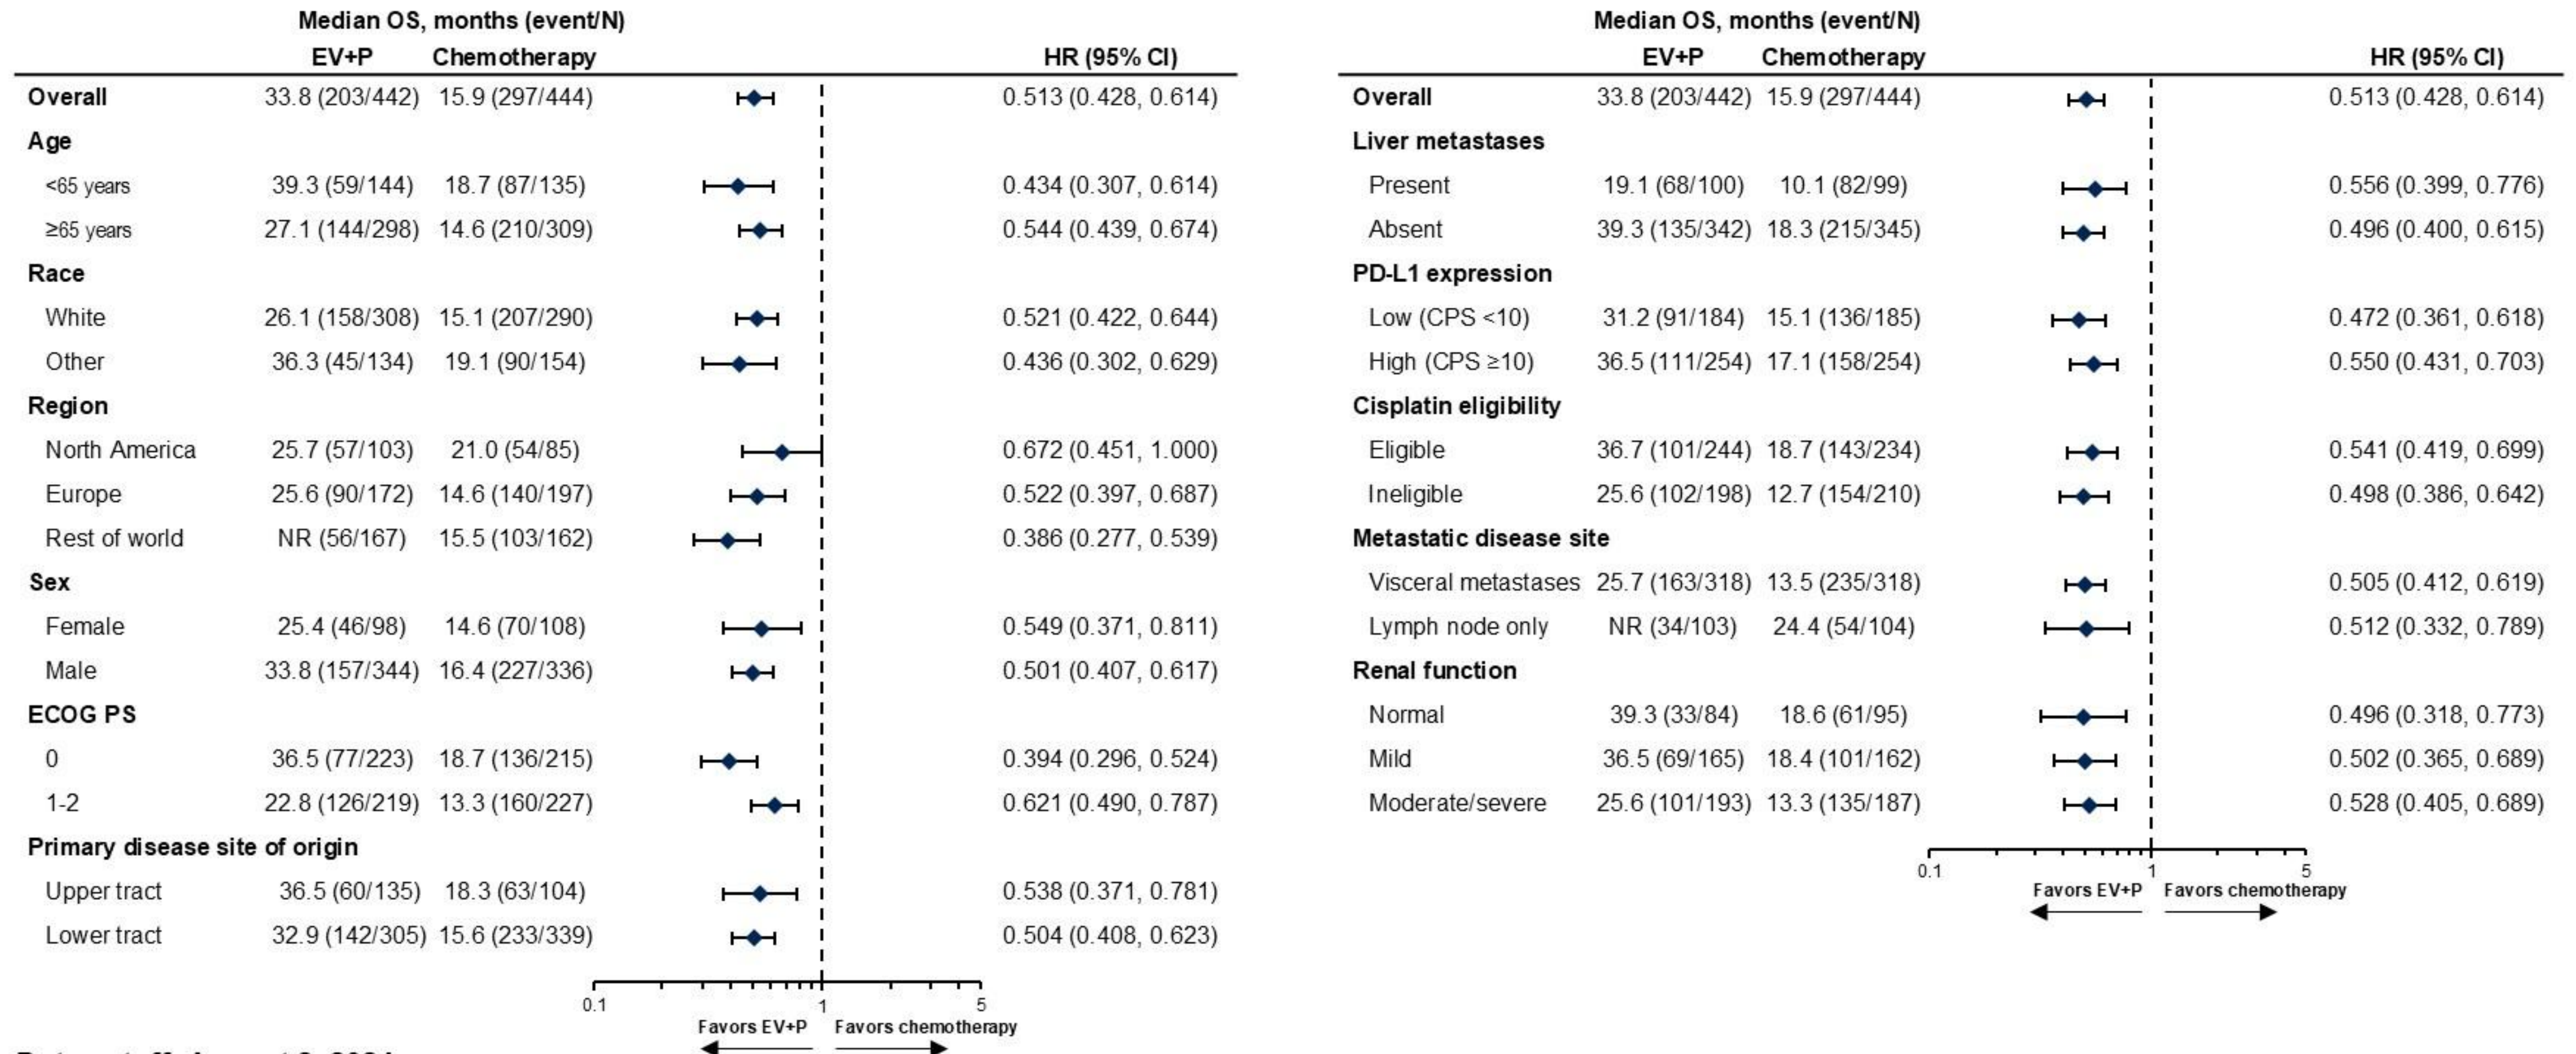 Median OS, months (event/N)
EV+P Chemotherapy HR (95% CI)
Overall 33.8 (203/442) 15.9 (297/444) 0.513 (0.428, 0.614)
Age
<65 years 39.3 (59/144) 18.7 (87/135) 0.434 (0.307, 0.614)
≥65 years 27.1 (144/298) 14.6 (210/309) 0.544 (0.439, 0.674)
Race
White 26.1 (158/308) 15.1 (207/290) 0.521 (0.422, 0.644)
Other 36.3 (45/134) 19.1 (90/154) 0.436 (0.302, 0.629)
Region
North America 25.7 (57/103) 21.0 (54/85) 0.672 (0.451, 1.000)
Europe 25.6 (90/172) 14.6 (140/197) 0.522 (0.397, 0.687)
Rest of world NR (56/167) 15.5 (103/162) 0.386 (0.277, 0.539)
Sex
Female 25.4 (46/98) 14.6 (70/108) 0.549 (0.371, 0.811)
Male 33.8 (157/344) 16.4 (227/336) 0.501 (0.407, 0.617)
ECOG PS
0 36.5 (77/223) 18.7 (136/215) 0.394 (0.296, 0.524)
1-2 22.8 (126/219) 13.3 (160/227) 0.621 (0.490, 0.787)
Primary disease site of origin
Upper tract 36.5 (60/135) 18.3 (63/104) 0.538 (0.371, 0.781)
Lower tract 32.9 (142/305) 15.6 (233/339) 0.504 (0.408, 0.623)
0.1 1 5
Favors EV+P Favors chemotherapy
Median OS, months (event/N)
EV+P Chemotherapy HR (95% CI)
Overall 33.8 (203/442) 15.9 (297/444) 0.513 (0.428, 0.614)
Liver metastases
Present 19.1 (68/100) 10.1 (82/99) 0.556 (0.399, 0.776)
Absent 39.3 (135/342) 18.3 (215/345) 0.496 (0.400, 0.615)
PD-L1 expression
Low (CPS <10) 31.2 (91/184) 15.1 (136/185) 0.472 (0.361, 0.618)
High (CPS ≥10) 36.5 (111/254) 17.1 (158/254) 0.550 (0.431, 0.703)
Cisplatin eligibility
Eligible 36.7 (101/244) 18.7 (143/234) 0.541 (0.419, 0.699)
Ineligible 25.6 (102/198) 12.7 (154/210) 0.498 (0.386, 0.642)
Metastatic disease site
Visceral metastases 25.7 (163/318) 13.5 (235/318) 0.505 (0.412, 0.619)
Lymph node only NR (34/103) 24.4 (54/104) 0.512 (0.332, 0.789)
Renal function
Normal 39.3 (33/84) 18.6 (61/95) 0.496 (0.318, 0.773)
Mild 36.5 (69/165) 18.4 (101/162) 0.502 (0.365, 0.689)
Moderate/severe 25.6 (101/193) 13.3 (135/187) 0.528 (0.405, 0.689)
0.1 1 5
Favors EV+P Favors chemotherapy